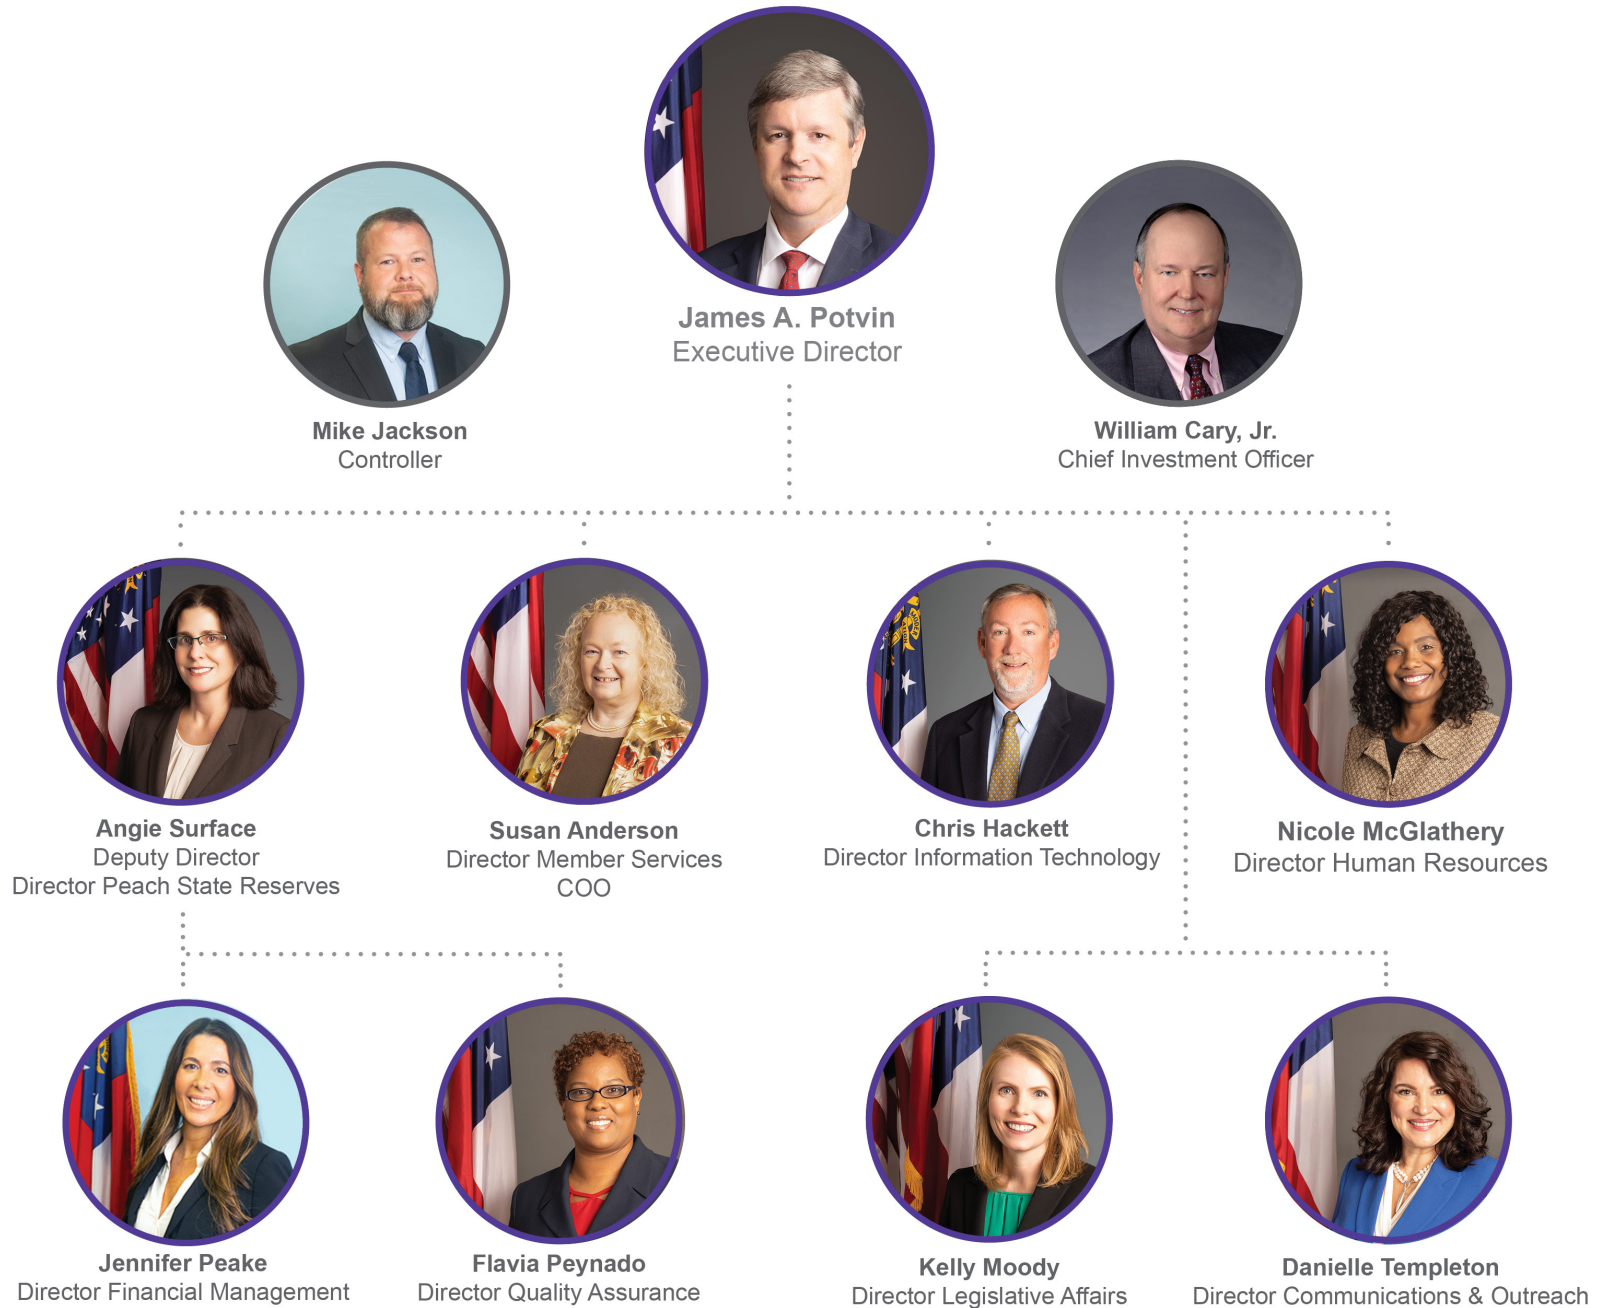 James A. Potvin
Executive Director
Mike Jackson
Controller
William Cary, Jr.
Chief Investment Officer
Angie Surface
Deputy Director
Director Peach State Reserves
Susan Anderson
Director Member Services
COO
Chris Hackett
Director Information Technology
Nicole McGlathery
Director Human Resources
Jennifer Peake
Director Financial Management
Flavia Peynado
Director Quality Assurance
Kelly Moody
Director Legislative Affairs
Danielle Templeton
Director Communications & Outreach